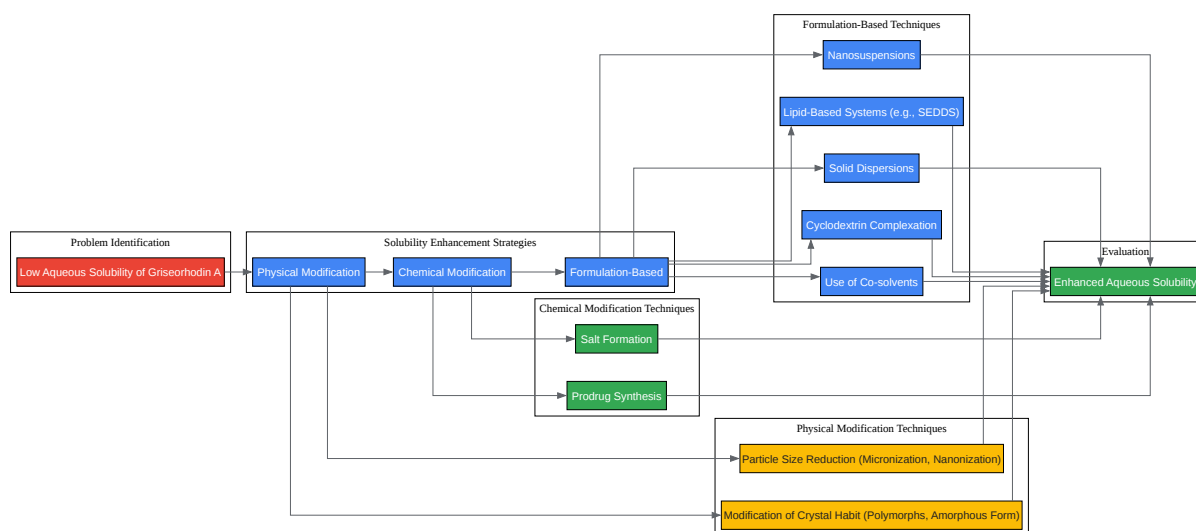 Formulation-Based Techniques
Nanosuspensions
Lipid-Based Systems (e.g., SEDDS)
Solid Dispersions
Cyclodextrin Complexation
Use of Co-solvents
Problem Identification
Low Aqueous Solubility of Griseorhodin A
Solubility Enhancement Strategies
Physical Modification
Chemical Modification
Formulation-Based
Evaluation
Enhanced Aqueous Solubility
Chemical Modification Techniques
Salt Formation
Prodrug Synthesis
Physical Modification Techniques
Particle Size Reduction (Micronization, Nanonization)
Modification of Crystal Habit (Polymorphs, Amorphous Form)